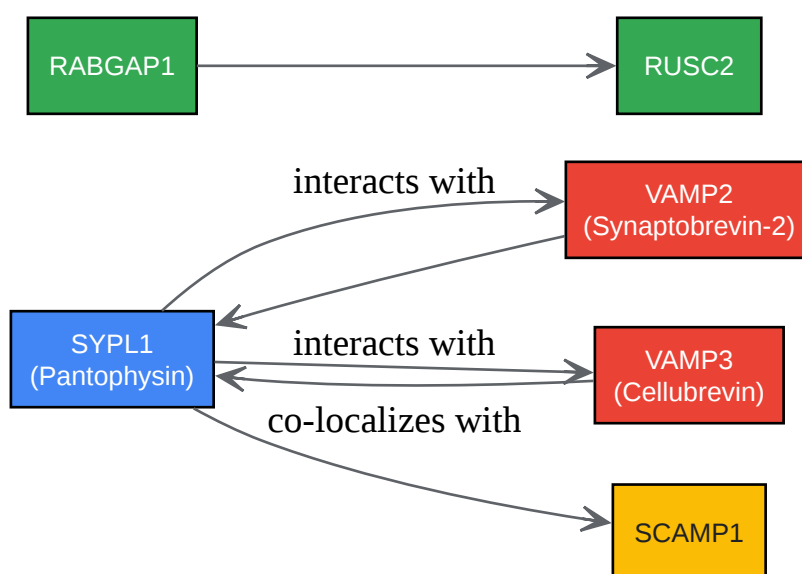 RABGAP1
RUSC2
interacts with
VAMP2
(Synaptobrevin-2)
SYPL1
(Pantophysin)
interacts with
VAMP3
(Cellubrevin)
co-localizes with
SCAMP1